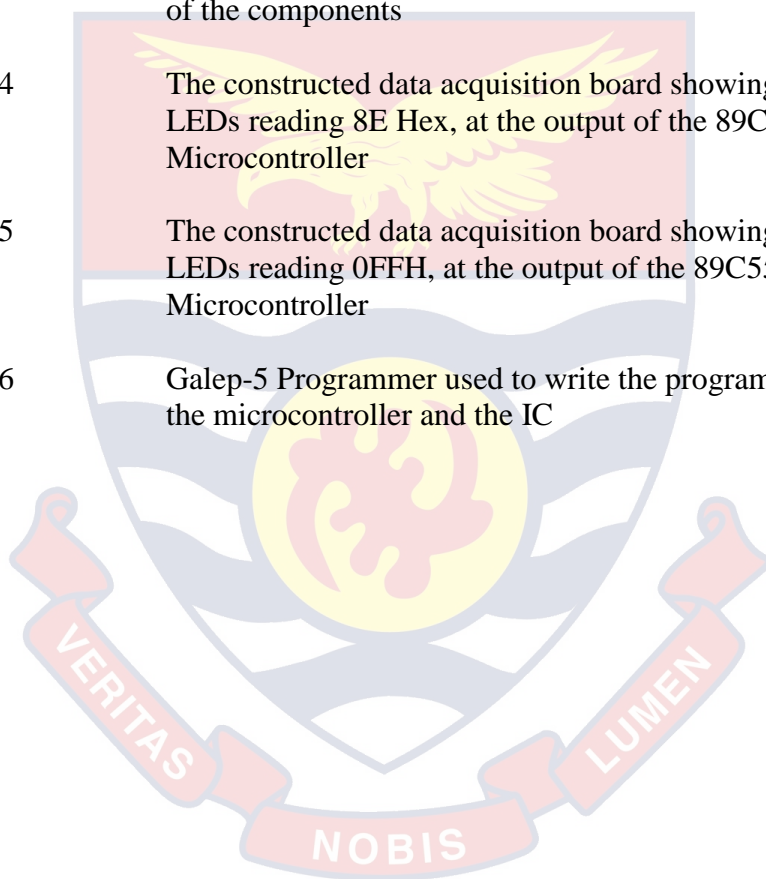 of the components
4 The constructed data acquisition board showing
LEDs reading 8E Hex, at the output of the
Microcontroller
5 The constructed data acquisition board showing
LEDs reading 0FFH, at the output of the
Microcontroller
6 Galep-5 Programmer used to write the program
the microcontroller and the IC
VERITAS
NOBIS
LUMEN